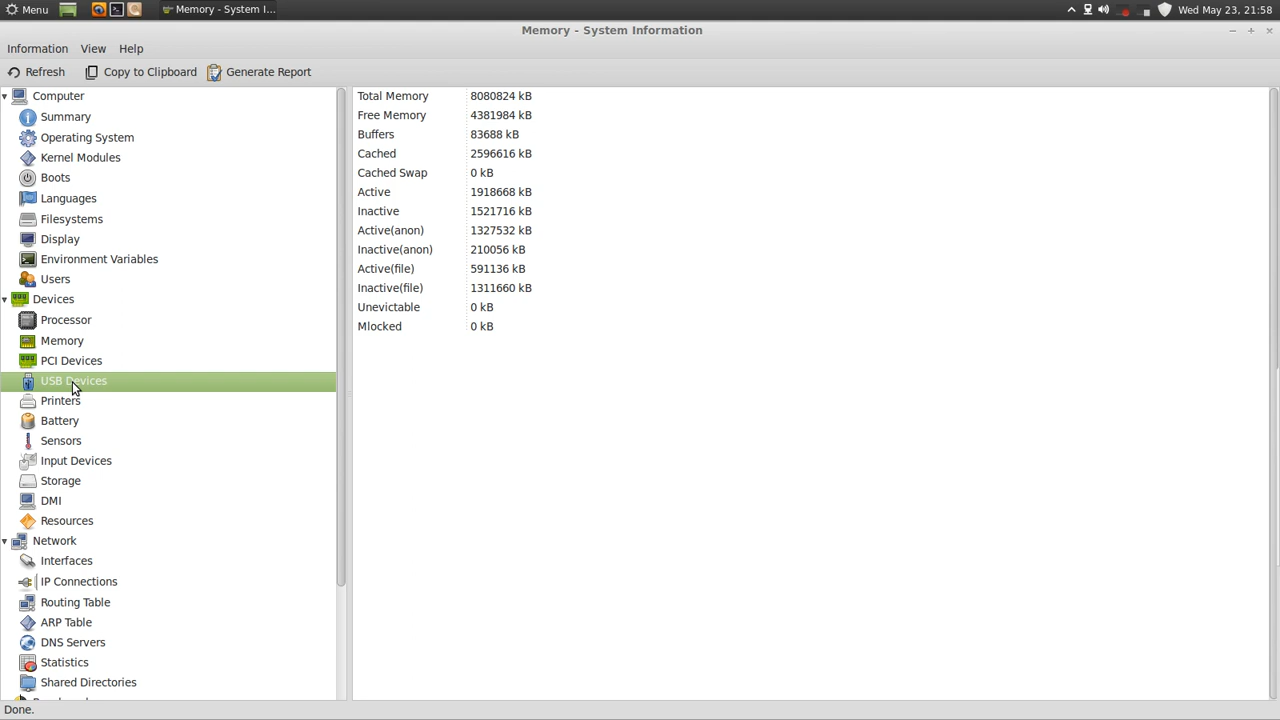 Menu
Memory - System I...
Wed May 23, 21:58
Memory - System Information
Information View Help
Refresh Copy to Clipboard Generate Report
Computer
Summary
Operating System
Kernel Modules
Boots
Languages
Filesystems
Display
Environment Variables
Users
Devices
Processor
Memory
PCI Devices
USB Devices
Printers
Battery
Sensors
Input Devices
Storage
DMI
Resources
Network
Interfaces
IP Connections
Routing Table
ARP Table
DNS Servers
Statistics
Shared Directories
Total Memory 8080824 kB
Free Memory 4381984 kB
Buffers 83688 kB
Cached 2596616 kB
Cached Swap 0 kB
Active 1918668 kB
Inactive 1521716 kB
Active(anon) 1327532 kB
Inactive(anon) 210056 kB
Active(file) 591136 kB
Inactive(file) 1311660 kB
Unevictable 0 kB
Mlocked 0 kB
Done.